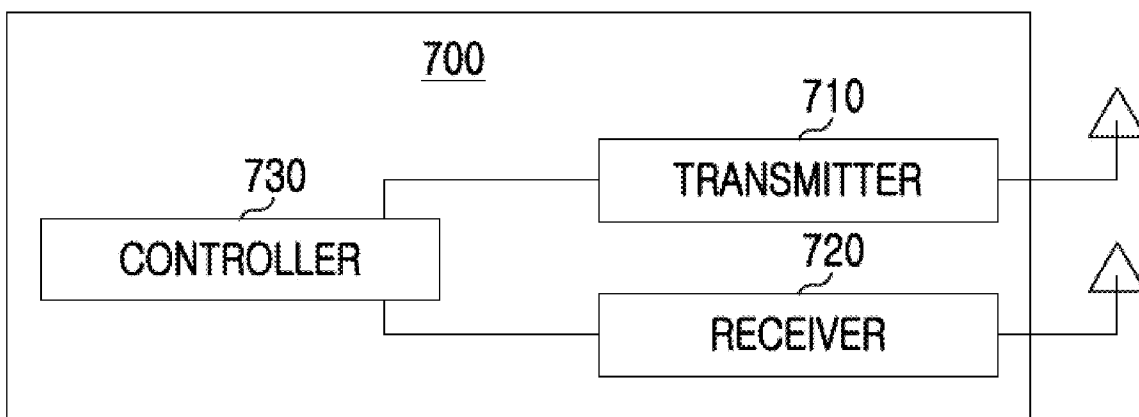 700
710
TRANSMITTER
730
CONTROLLER
720
RECEIVER